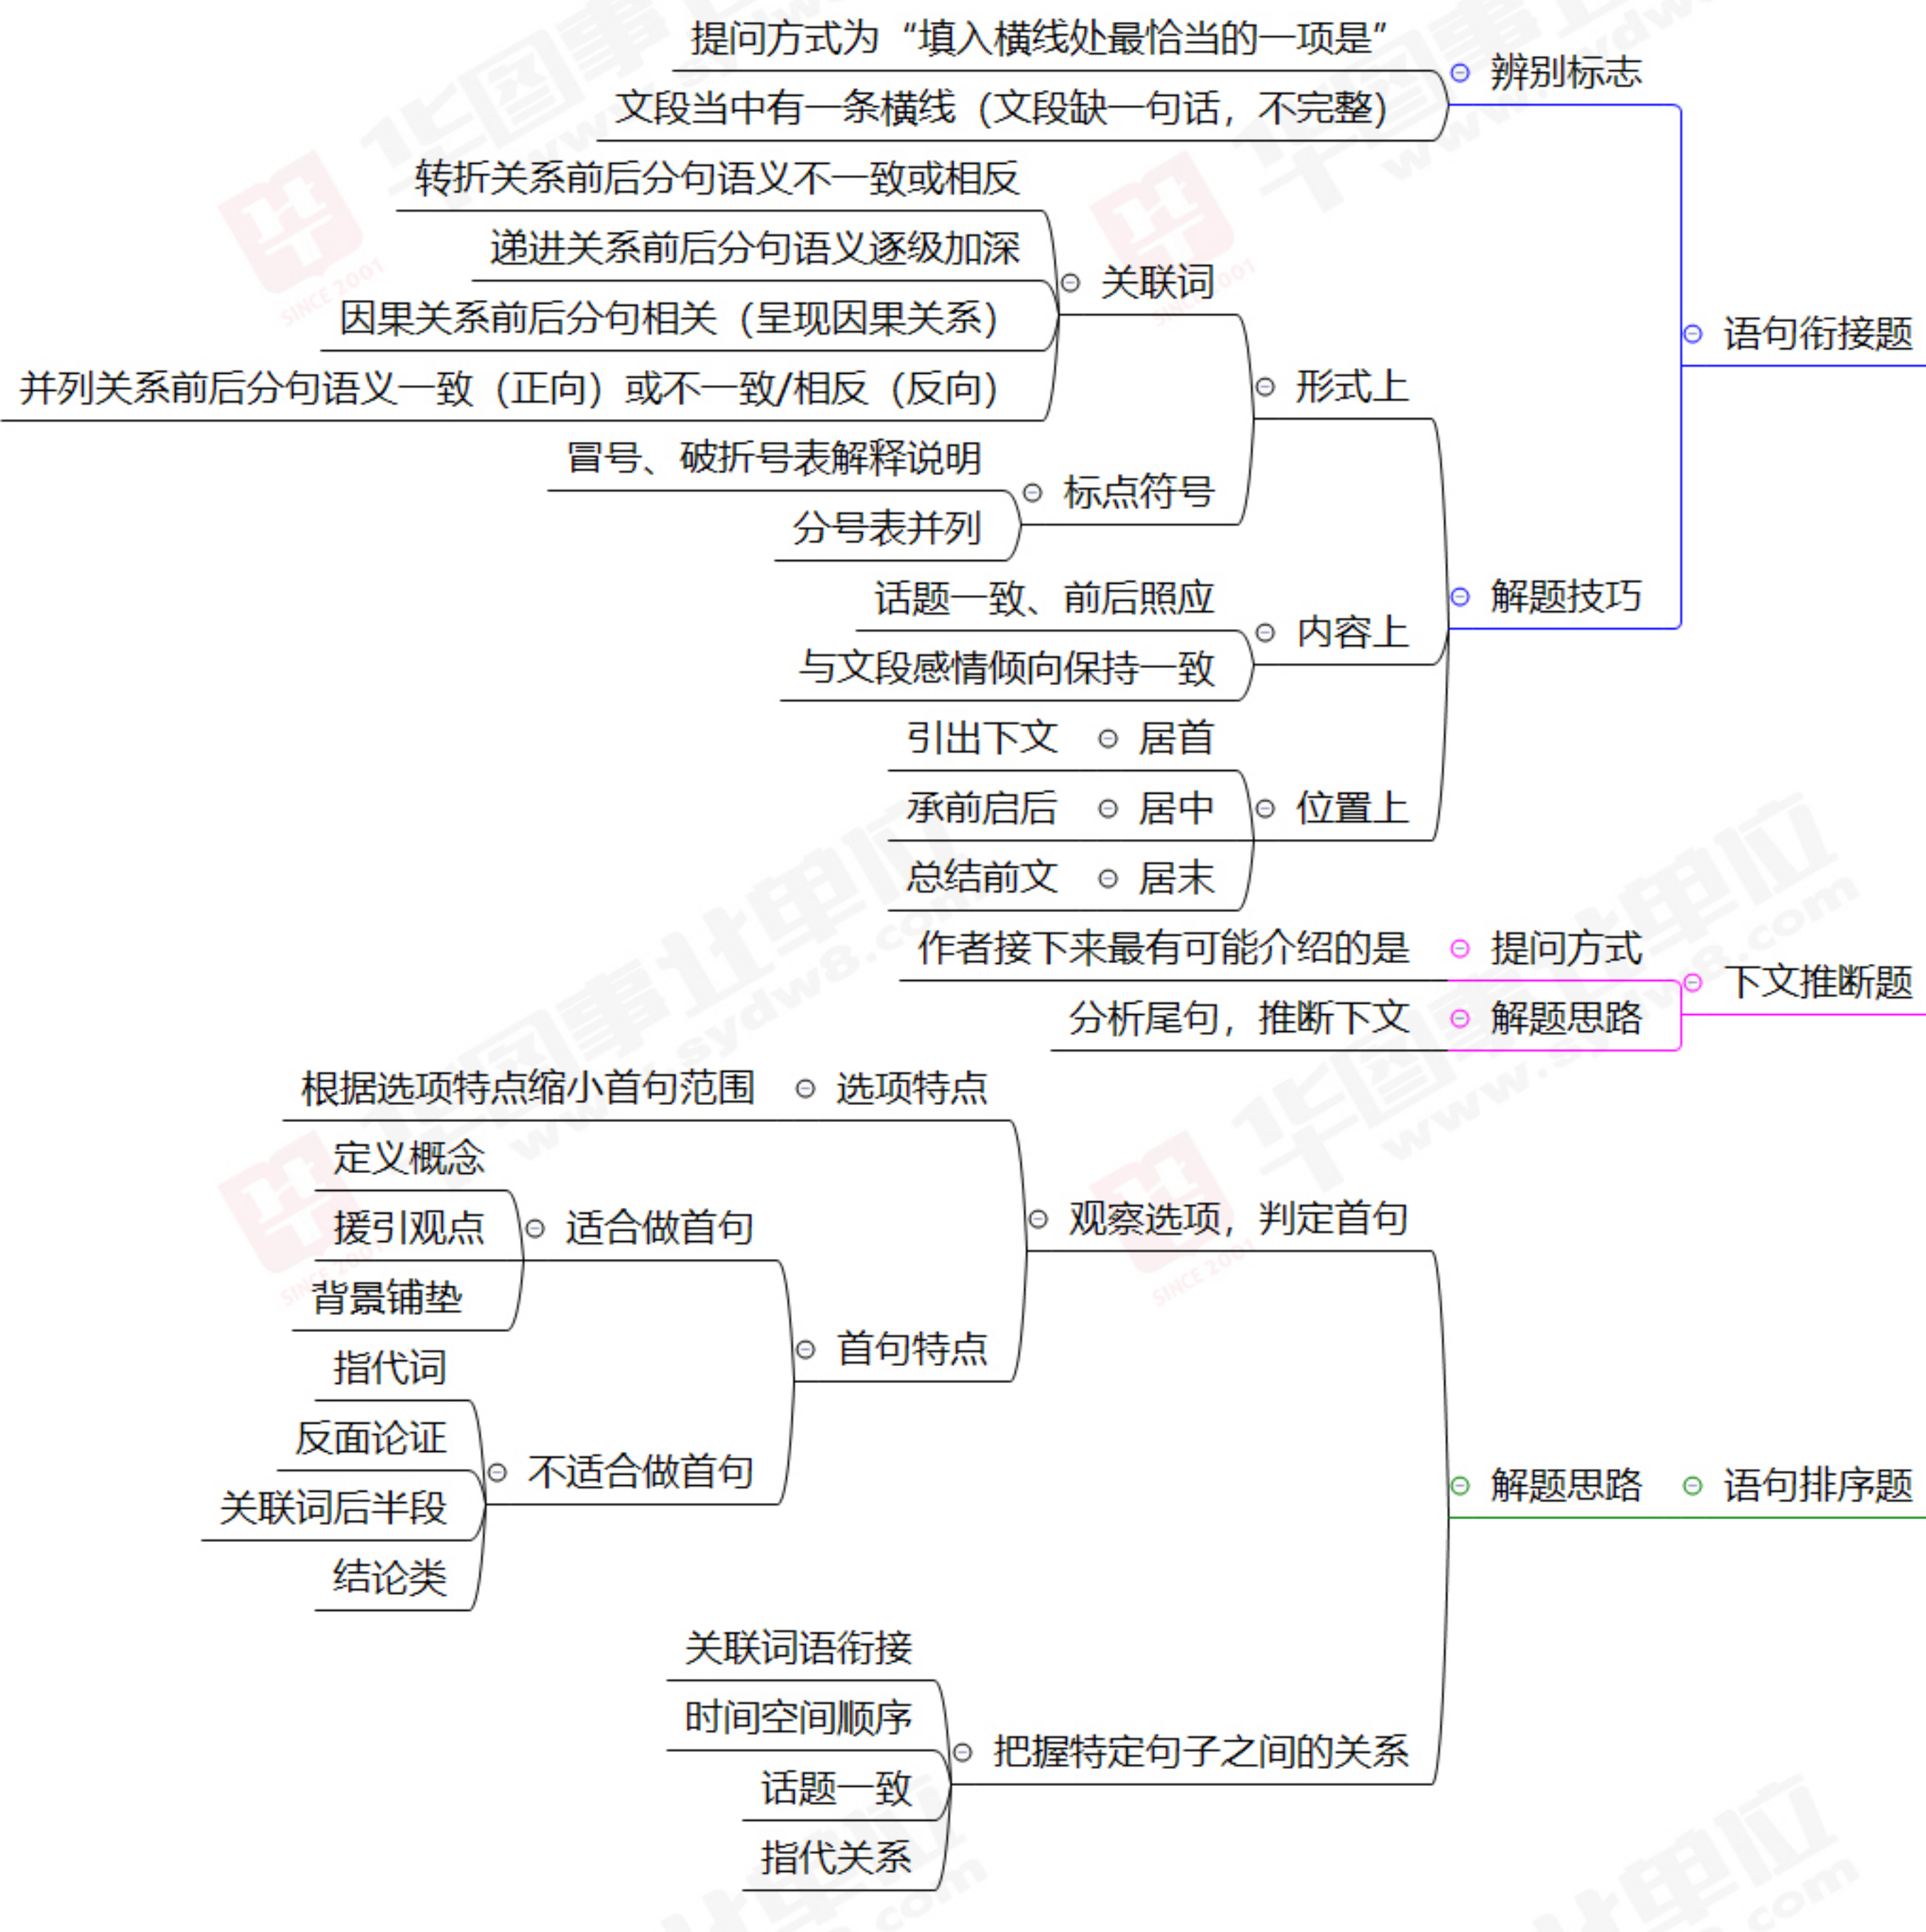 提问方式为“填入横线处最恰当的一项是”
辨别标志
文段当中有一条横线（文段缺一句话，不完整）
转折关系前后分句语义不一致或相反
递进关系前后分句语义逐级加深
关联词
因果关系前后分句相关（呈现因果关系）
语句衔接题
并列关系前后分句语义一致（正向）或不一致/相反（反向）
形式上
冒号、破折号表解释说明
标点符号
分号表并列
话题一致、前后照应
解题技巧
内容上
与文段感情倾向保持一致
引出下文 居首
承前启后 居中
位置上
总结前文 居末
作者接下来最有可能介绍的是 提问方式
下文推断题
分析尾句，推断下文 解题思路
根据选项特点缩小首句范围 选项特点
定义概念
援引观点
适合做首句
观察选项，判定首句
背景铺垫
首句特点
指代词
反面论证
不适合做首句
关联词后半段
解题思路 语句排序题
结论类
关联词语衔接
时间空间顺序
把握特定句子之间的关系
话题一致
指代关系
华图事业单位
www.sydw8.com
SINCE 2001